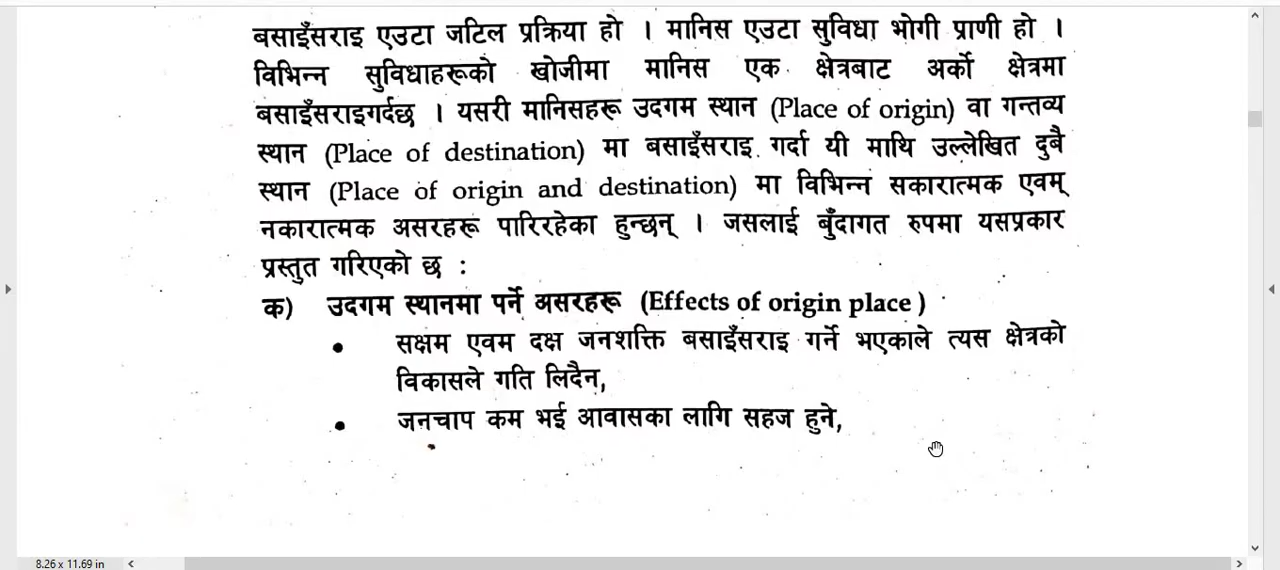 बसाइँसराइ एउटा जटिल प्रक्रिया हो । मानिस एउटा सुविधा भोगी प्राणी हो ।
विभिन्न सुविधाहरूको खोजीमा मानिस एक क्षेत्रबाट अर्को क्षेत्रमा
बसाइँसराइगर्दछ । यसरी मानिसहरू उदगम स्थान (Place of origin) वा गन्तव्य
स्थान (Place of destination) मा बसाइँसराइ गर्दा यी माथि उल्लेखित दुबै
स्थान (Place of origin and destination) मा विभिन्न सकारात्मक एवम्
नकारात्मक असरहरू पारिरहेका हुन्छन् । जसलाई बुँदागत रुपमा यसप्रकार
प्रस्तुत गरिएको छ :
क) उदगम स्थानमा पर्ने असरहरू (Effects of origin place)
• सक्षम एवम दक्ष जनशक्ति बसाइँसराइ गर्ने भएकाले त्यस क्षेत्रको
विकासले गति लिदैन,
• जनचाप कम भई आवासका लागि सहज हुने,
8.26 x 11.69 in